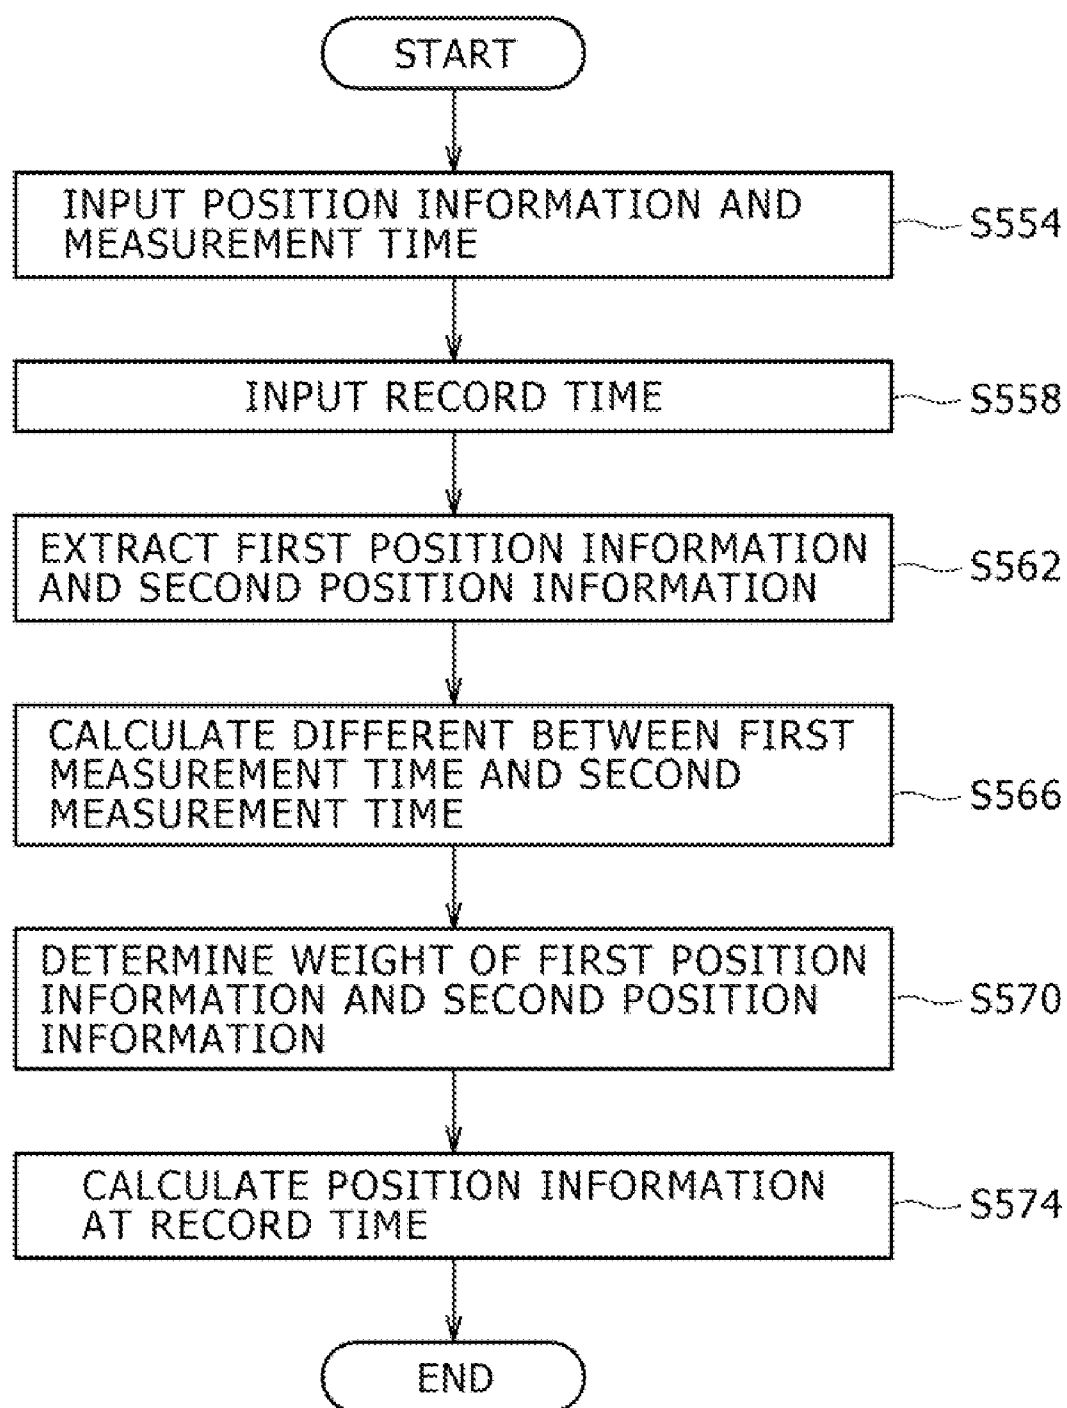 START
INPUT POSITION INFORMATION AND
MEASUREMENT TIME
S554
INPUT RECORD TIME
S558
EXTRACT FIRST POSITION INFORMATION
AND SECOND POSITION INFORMATION
S562
CALCULATE DIFFERENT BETWEEN FIRST
MEASUREMENT TIME AND SECOND
MEASUREMENT TIME
S566
DETERMINE WEIGHT OF FIRST POSITION
INFORMATION AND SECOND POSITION
INFORMATION
S570
CALCULATE POSITION INFORMATION
AT RECORD TIME
S574
END